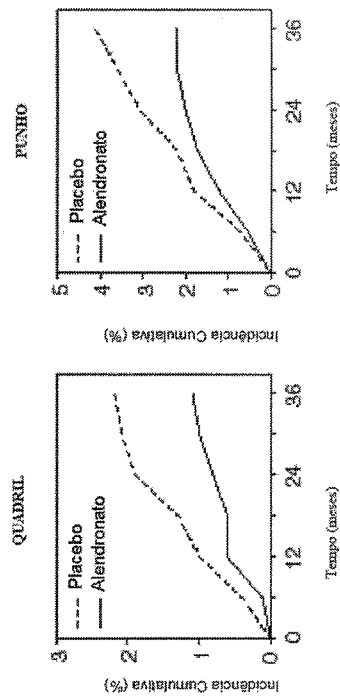 QUADRIL
Incidência Cumulativa (%)
3
2
1
0
Placebo
Alendronato
0 12 24 36
Tempo (meses)
PUNHO
Incidência Cumulativa (%)
5
4
3
2
1
0
Placebo
Alendronato
0 12 24 36
Tempo (meses)